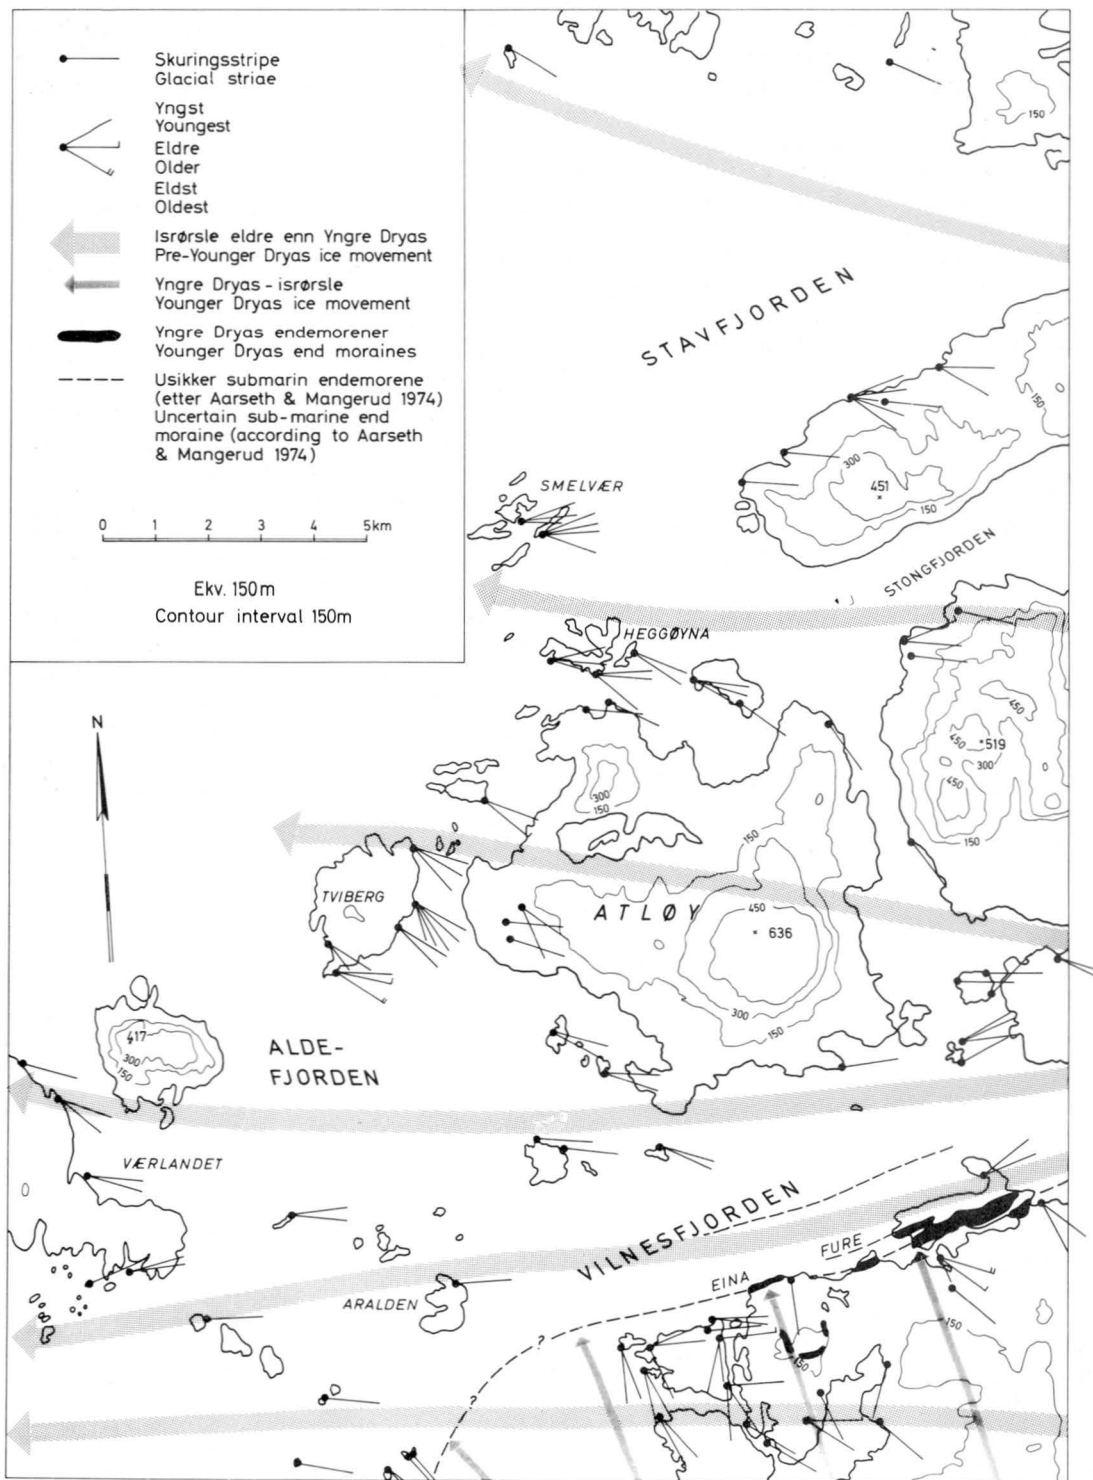 Skuringsstripe
Glacial striae
Yngst
Youngest
Eldre
Older
Eldst
Oldest
Isrørsle eldre enn Yngre Dryas
Pre-Younger Dryas ice movement
Yngre Dryas - isrørsle
Younger Dryas ice movement
Yngre Dryas endemorener
Younger Dryas end moraines
Usikker submarin endemorene
(etter Aarseth & Mangerud 1974)
Uncertain sub-marine end
moraine (according to Aarseth
& Mangerud 1974)
0 1 2 3 4 5km
Ekv. 150m
Contour interval 150m
N
150
STAVFJORDEN
150
300
451
150
SMELVÆR
STONGFJORDEN
HEGGØYNA
450
450
519
300
450
150
300
150
150
TVIBERG
ATLØY
450
636
300
150
417
300
150
ALDE-
FJORDEN
VÆRLANDET
VILNESFJORDEN
FURE
EINA
ARALDEN
?
?
150
150